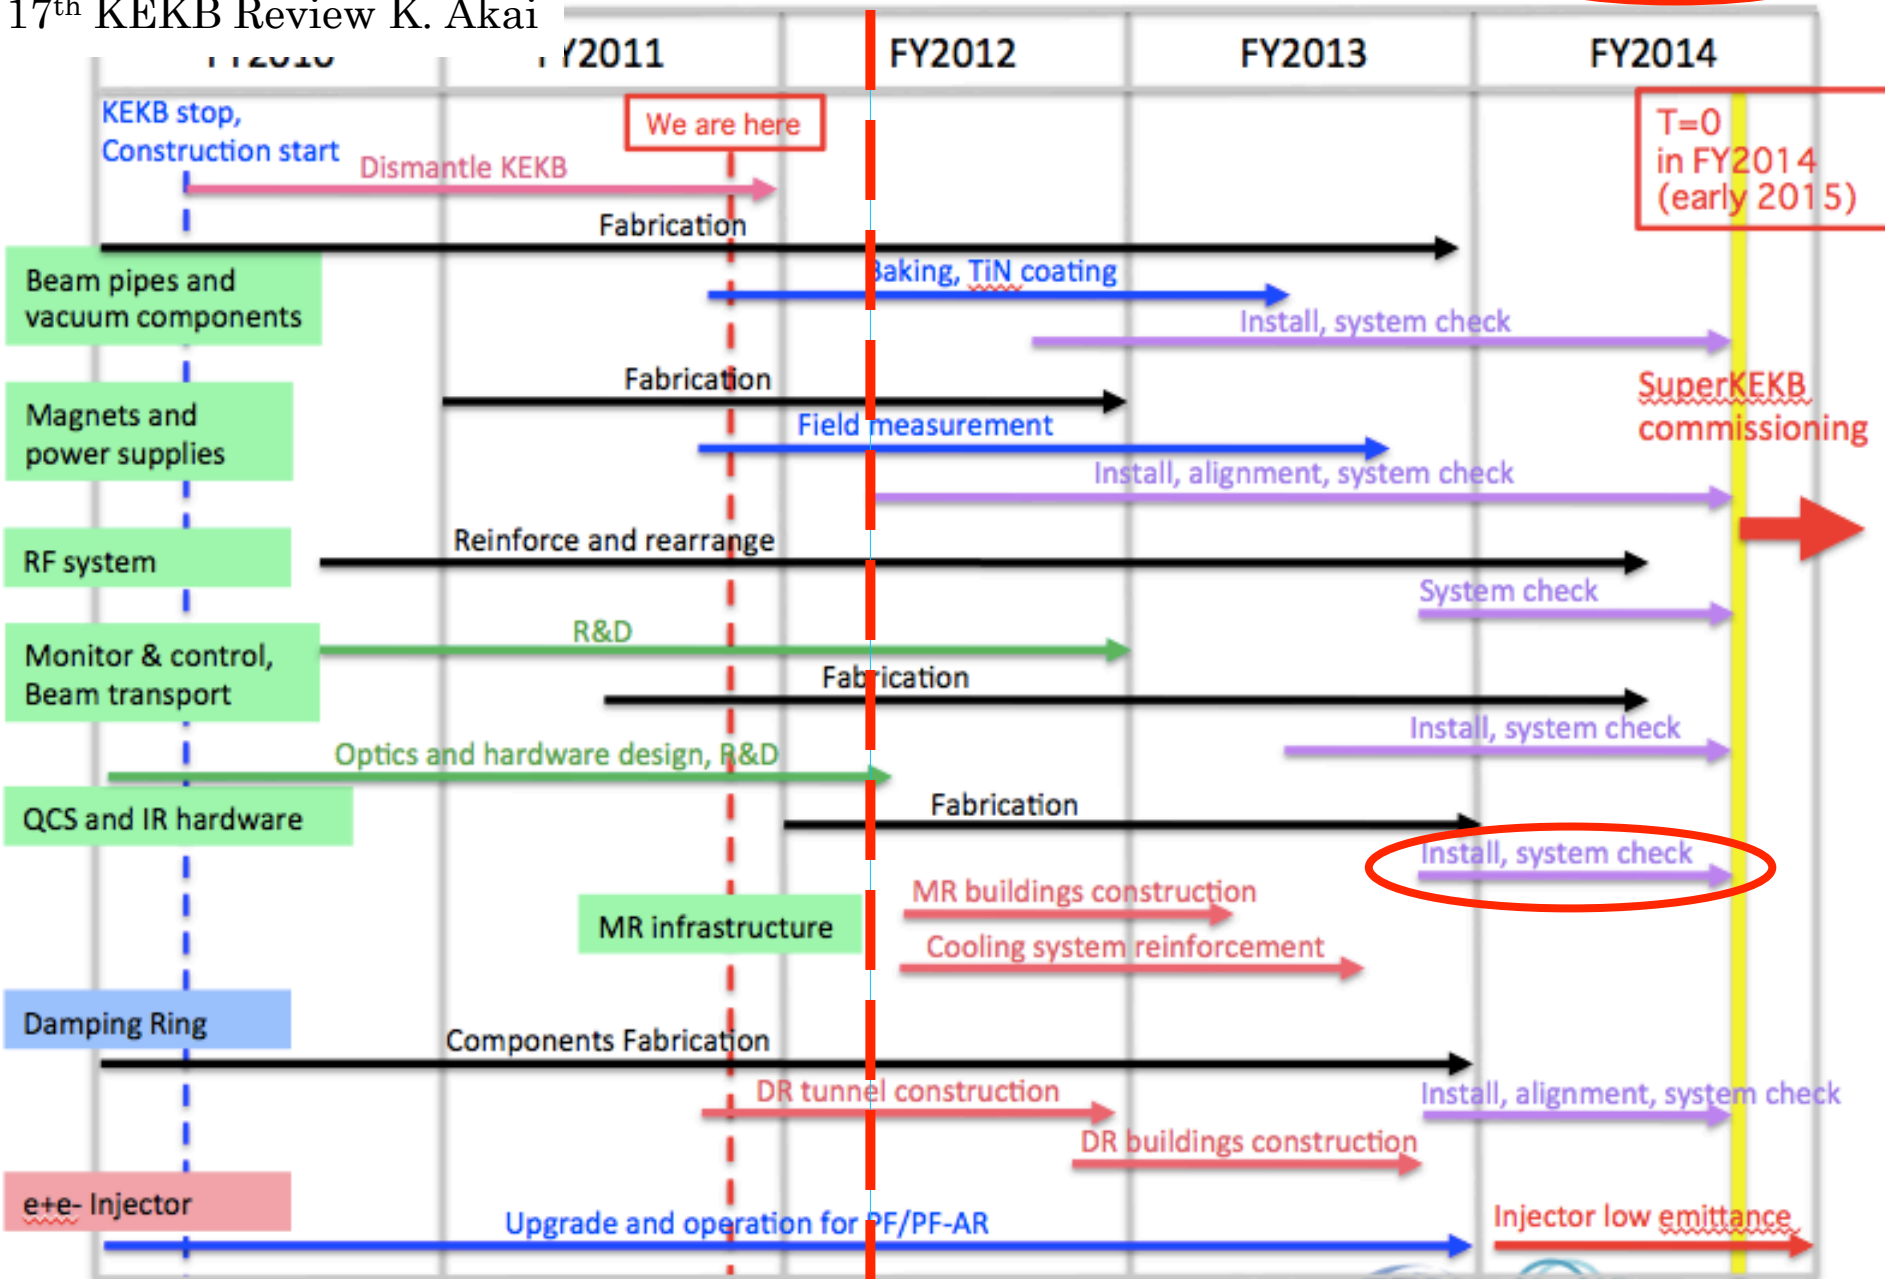 17th KEKB Review K. Akai
FY2011 FY2012 FY2013 FY2014
KEKB stop,
Construction start
We are here
T=0
in FY2014
(early 2015)
Dismantle KEKB
Fabrication
Beam pipes and
vacuum components
Baking, TiN coating
Install, system check
Fabrication
Magnets and
power supplies
Field measurement
Install, alignment, system check
SuperKEKB
commissioning
Reinforce and rearrange
RF system
System check
R&D
Monitor & control,
Beam transport
Fabrication
Install, system check
Optics and hardware design, R&D
QCS and IR hardware
Fabrication
Install, system check
MR buildings construction
MR infrastructure
Cooling system reinforcement
Damping Ring
Components Fabrication
DR tunnel construction
Install, alignment, system check
DR buildings construction
e+e- Injector
Upgrade and operation for PF/PF-AR
Injector low emittance